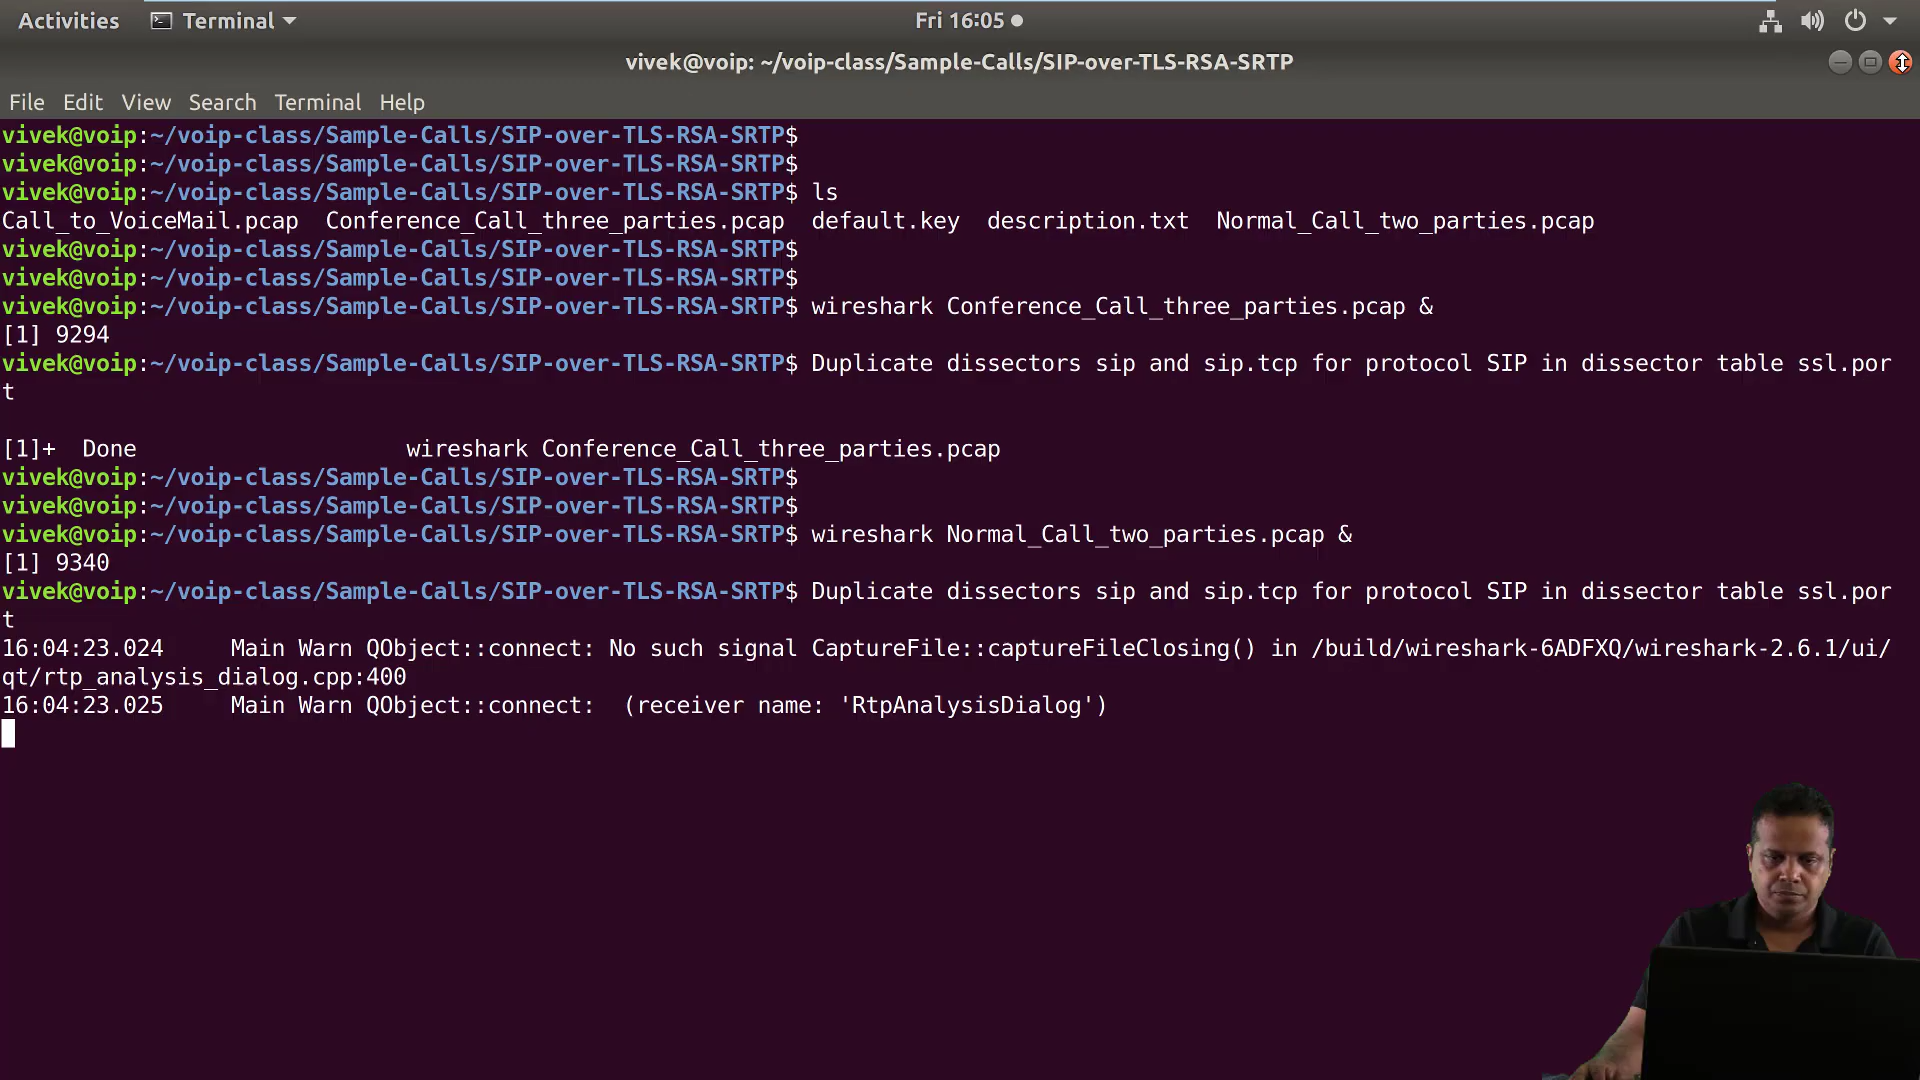 Activities Terminal Fri 16:05
vivek@voip: ~/voip-class/Sample-Calls/SIP-over-TLS-RSA-SRTP
File Edit View Search Terminal Help
vivek@voip:~/voip-class/Sample-Calls/SIP-over-TLS-RSA-SRTP$
vivek@voip:~/voip-class/Sample-Calls/SIP-over-TLS-RSA-SRTP$
vivek@voip:~/voip-class/Sample-Calls/SIP-over-TLS-RSA-SRTP$ ls
Call_to_VoiceMail.pcap  Conference_Call_three_parties.pcap  default.key  description.txt  Normal_Call_two_parties.pcap
vivek@voip:~/voip-class/Sample-Calls/SIP-over-TLS-RSA-SRTP$
vivek@voip:~/voip-class/Sample-Calls/SIP-over-TLS-RSA-SRTP$
vivek@voip:~/voip-class/Sample-Calls/SIP-over-TLS-RSA-SRTP$ wireshark Conference_Call_three_parties.pcap &
[1] 9294
vivek@voip:~/voip-class/Sample-Calls/SIP-over-TLS-RSA-SRTP$ Duplicate dissectors sip and sip.tcp for protocol SIP in dissector table ssl.por
t
[1]+  Done                    wireshark Conference_Call_three_parties.pcap
vivek@voip:~/voip-class/Sample-Calls/SIP-over-TLS-RSA-SRTP$
vivek@voip:~/voip-class/Sample-Calls/SIP-over-TLS-RSA-SRTP$
vivek@voip:~/voip-class/Sample-Calls/SIP-over-TLS-RSA-SRTP$ wireshark Normal_Call_two_parties.pcap &
[1] 9340
vivek@voip:~/voip-class/Sample-Calls/SIP-over-TLS-RSA-SRTP$ Duplicate dissectors sip and sip.tcp for protocol SIP in dissector table ssl.por
t
16:04:23.024     Main Warn QObject::connect: No such signal CaptureFile::captureFileClosing() in /build/wireshark-6ADFXQ/wireshark-2.6.1/ui/
qt/rtp_analysis_dialog.cpp:400
16:04:23.025     Main Warn QObject::connect:  (receiver name: 'RtpAnalysisDialog')